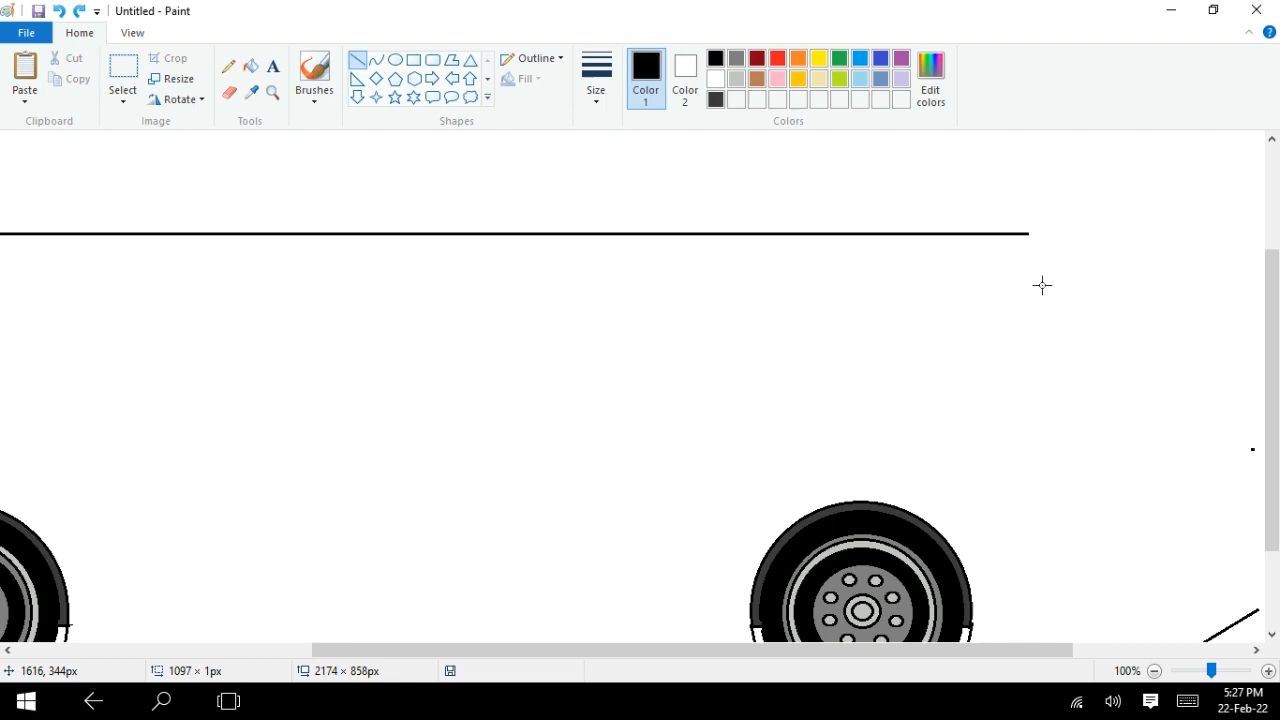 Untitled - Paint
File
Home
View
Paste
Cut
Copy
Clipboard
Select
Crop
Resize
Rotate
Image
Tools
Brushes
Shapes
Outline
Fill
Size
Color 1
Color 2
Edit colors
Colors
1616, 344px
1097 × 1px
2174 × 858px
100%
5:27 PM
22-Feb-22